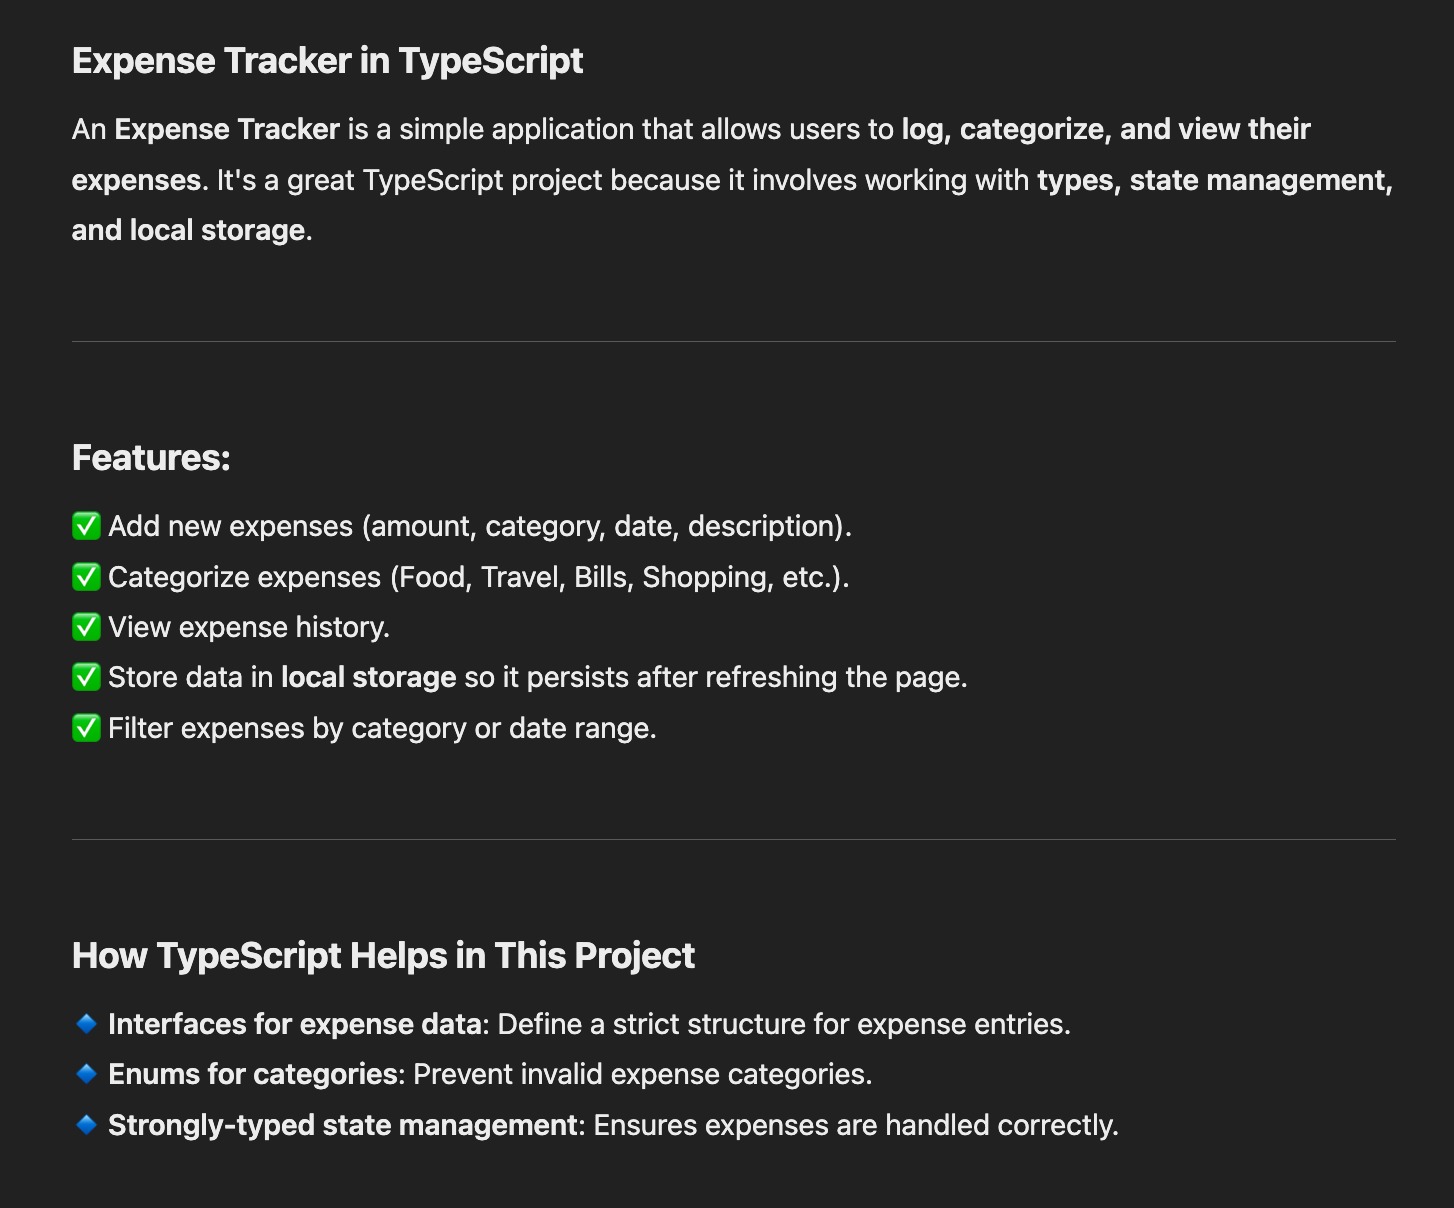 Expense Tracker in TypeScript
An Expense Tracker is a simple application that allows users to log, categorize, and view their
expenses. It's a great TypeScript project because it involves working with types, state management,
and local storage.
Features:
✅ Add new expenses (amount, category, date, description).
✅ Categorize expenses (Food, Travel, Bills, Shopping, etc.).
✅ View expense history.
✅ Store data in local storage so it persists after refreshing the page.
✅ Filter expenses by category or date range.
How TypeScript Helps in This Project
🔹 Interfaces for expense data: Define a strict structure for expense entries.
🔹 Enums for categories: Prevent invalid expense categories.
🔹 Strongly-typed state management: Ensures expenses are handled correctly.